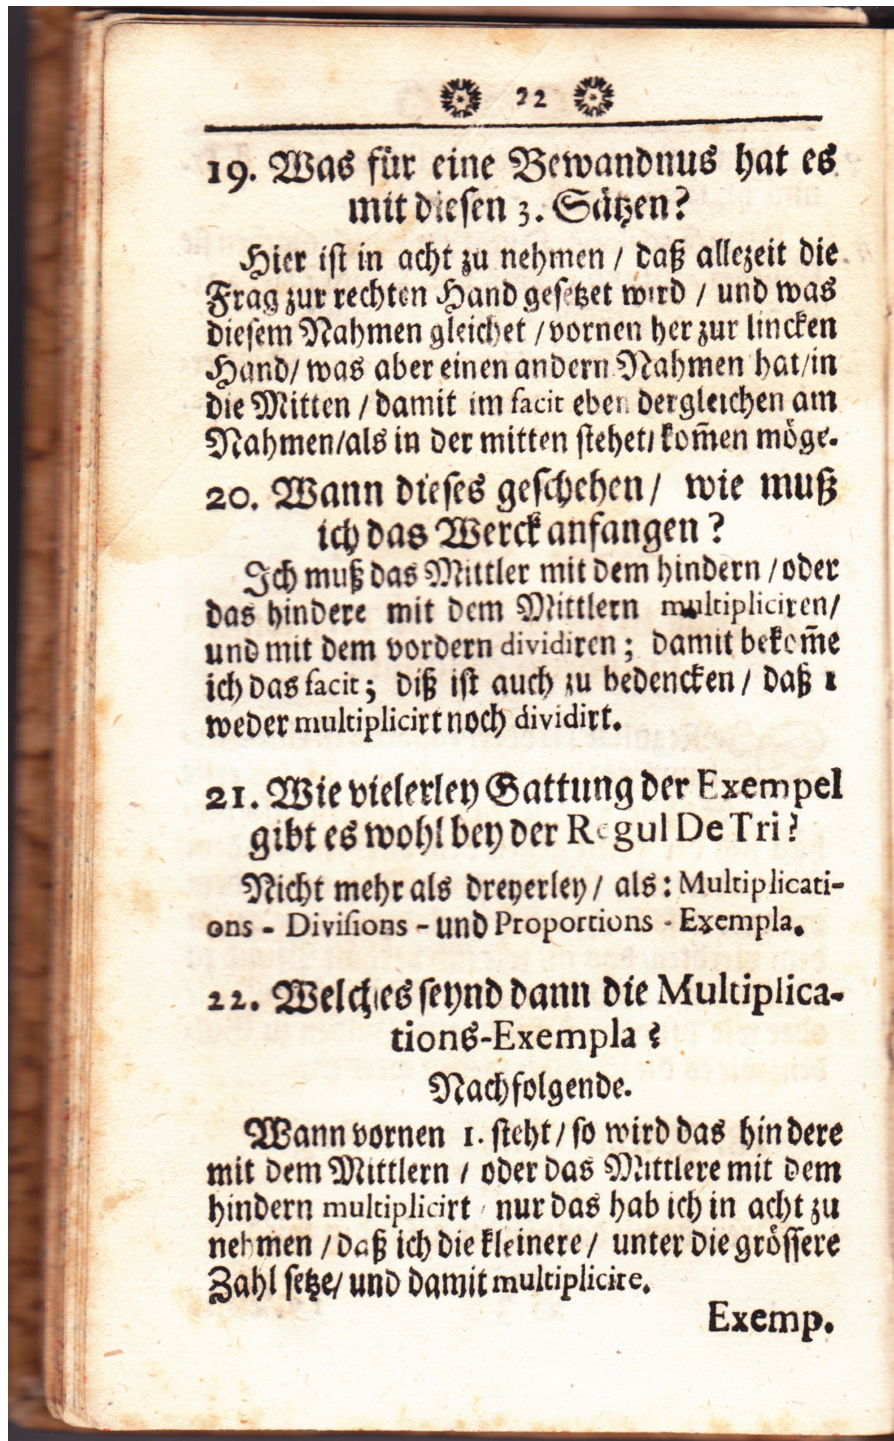 22
19. Was für eine Bewandnus hat es
mit diesen 3. Sätzen?
Hier ist in acht zu nehmen / daß allezeit die
Frag zur rechten Hand gesetzet wird / und was
diesem Nahmen gleichet / vornen her zur lincken
Hand / was aber einen andern Nahmen hat / in
die Mitten / damit im facit eben dergleichen am
Nahmen / als in der mitten stehet / kom̃en möge.
20. Wann dieses geschehen / wie muß
ich das Werck anfangen ?
Ich muß das Mittler mit dem hindern / oder
das hindere mit dem Mittlern multipliciren /
und mit dem vordern dividiren ; damit bekom̃e
ich das facit ; diß ist auch zu bedencken / daß 1
weder multiplicirt noch dividirt.
21. Wie vielerley Gattung der Exempel
gibt es wohl bey der Regul De Tri ?
Nicht mehr als dreyerley / als : Multiplicati-
ons - Divisions - und Proportions - Exempla.
22. Welches seynd dann die Multiplica-
tions-Exempla ?
Nachfolgende.
Wann vornen 1. steht / so wird das hindere
mit dem Mittlern / oder das Mittlere mit dem
hindern multiplicirt / nur das hab ich in acht zu
nehmen / daß ich die kleinere / unter die grössere
Zahl setze / und damit multiplicire.
Exemp.